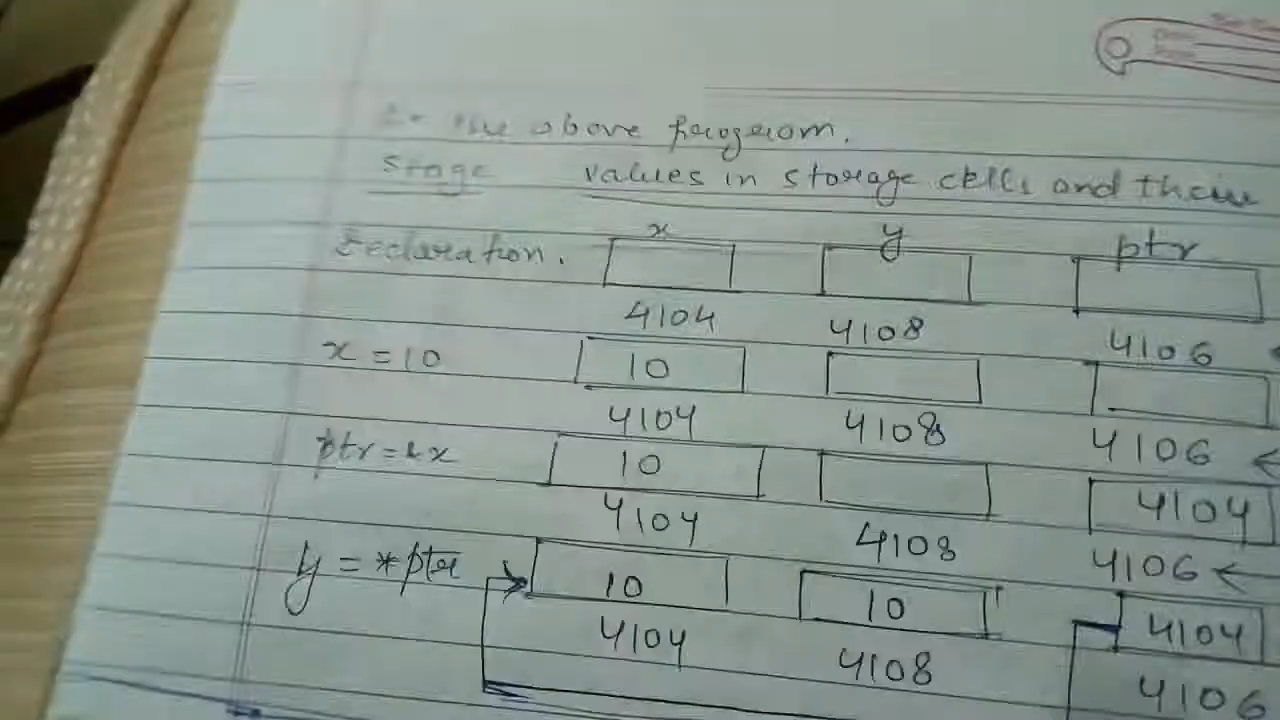 the above program.
Stage values in storage cells and their
x y ptr
Declaration.
4104 4108 4106
x = 10 10
4104 4108 4106
ptr = &x 10 4104
4104 4108 4106
y = *ptr 10 10 4104
4104 4108 4106